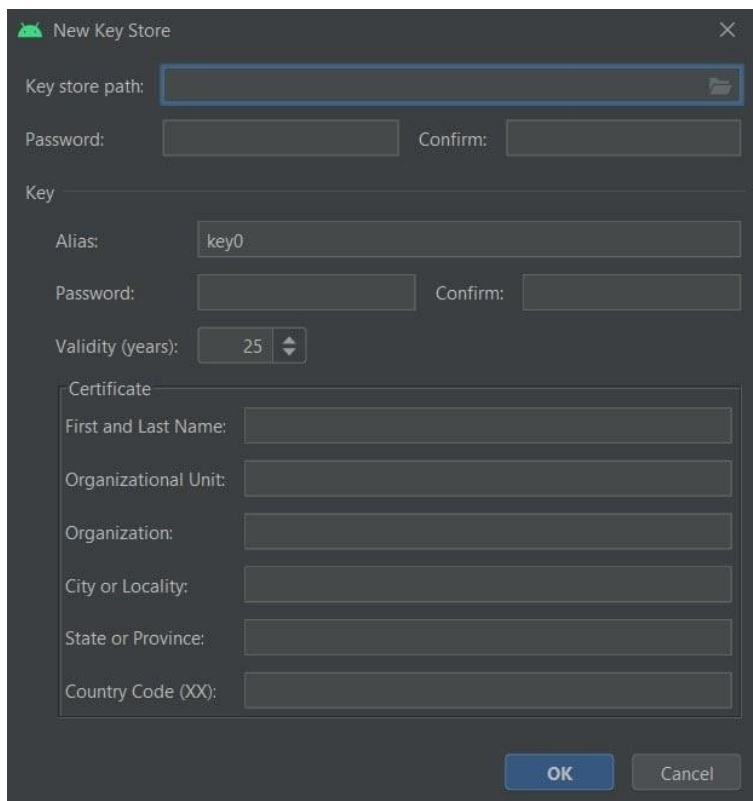 New Key Store
Key store path:
Password: Confirm:
Key
Alias: key0
Password: Confirm:
Validity (years): 25
Certificate
First and Last Name:
Organizational Unit:
Organization:
City or Locality:
State or Province:
Country Code (XX):
OK Cancel